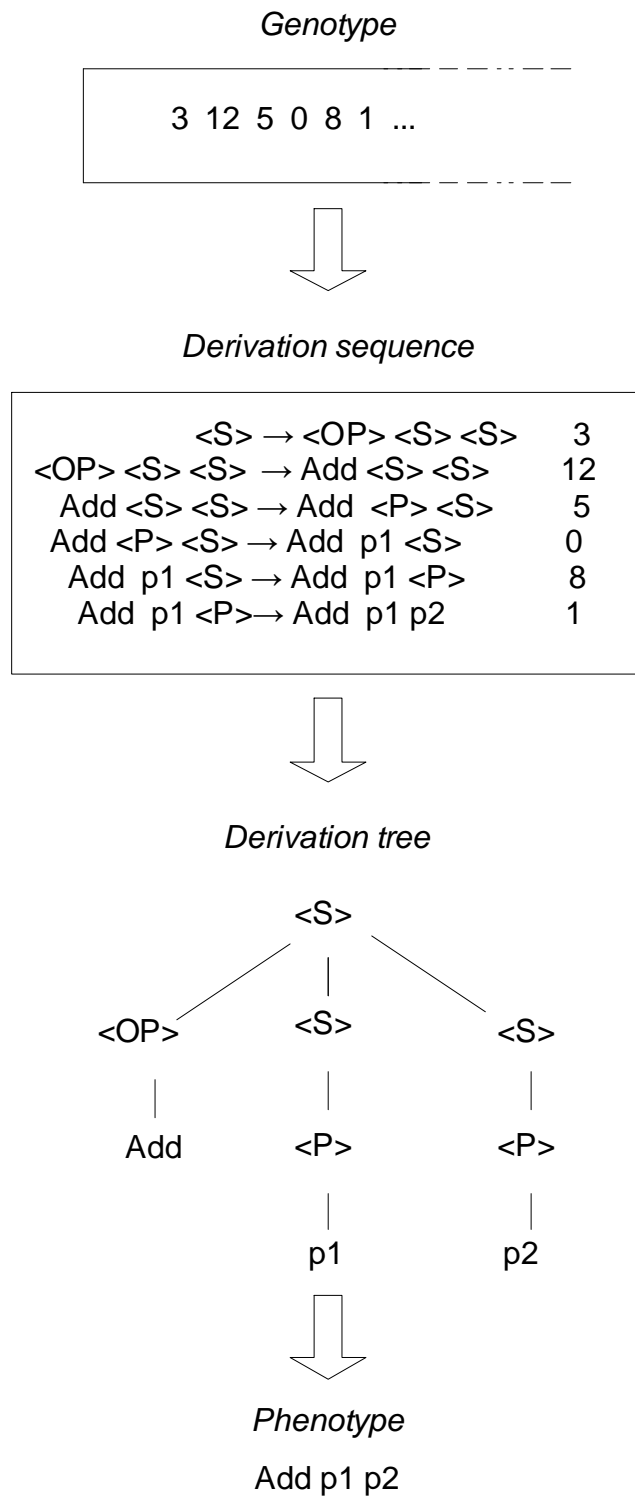 Genotype
3 12 5 0 8 1 ...
Derivation sequence
<S> → <OP> <S> <S> 3
<OP> <S> <S> → Add <S> <S> 12
Add <S> <S> → Add <P> <S> 5
Add <P> <S> → Add p1 <S> 0
Add p1 <S> → Add p1 <P> 8
Add p1 <P> → Add p1 p2 1
Derivation tree
<S>
<OP> <S> <S>
Add <P> <P>
p1 p2
Phenotype
Add p1 p2